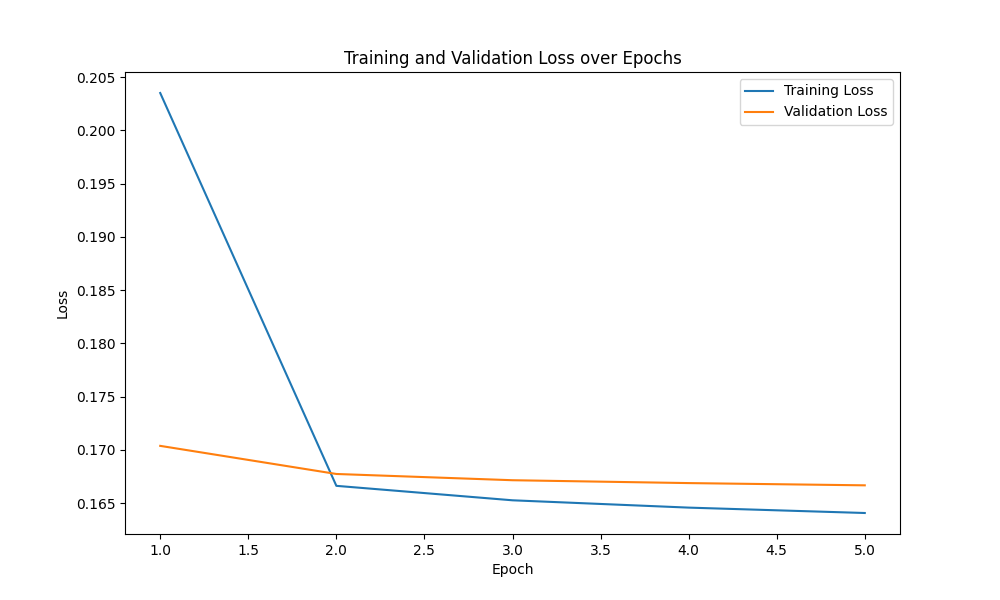 Training and Validation Loss over Epochs
Training Loss
Validation Loss
Loss
0.205
0.200
0.195
0.190
0.185
0.180
0.175
0.170
0.165
1.0 1.5 2.0 2.5 3.0 3.5 4.0 4.5 5.0
Epoch